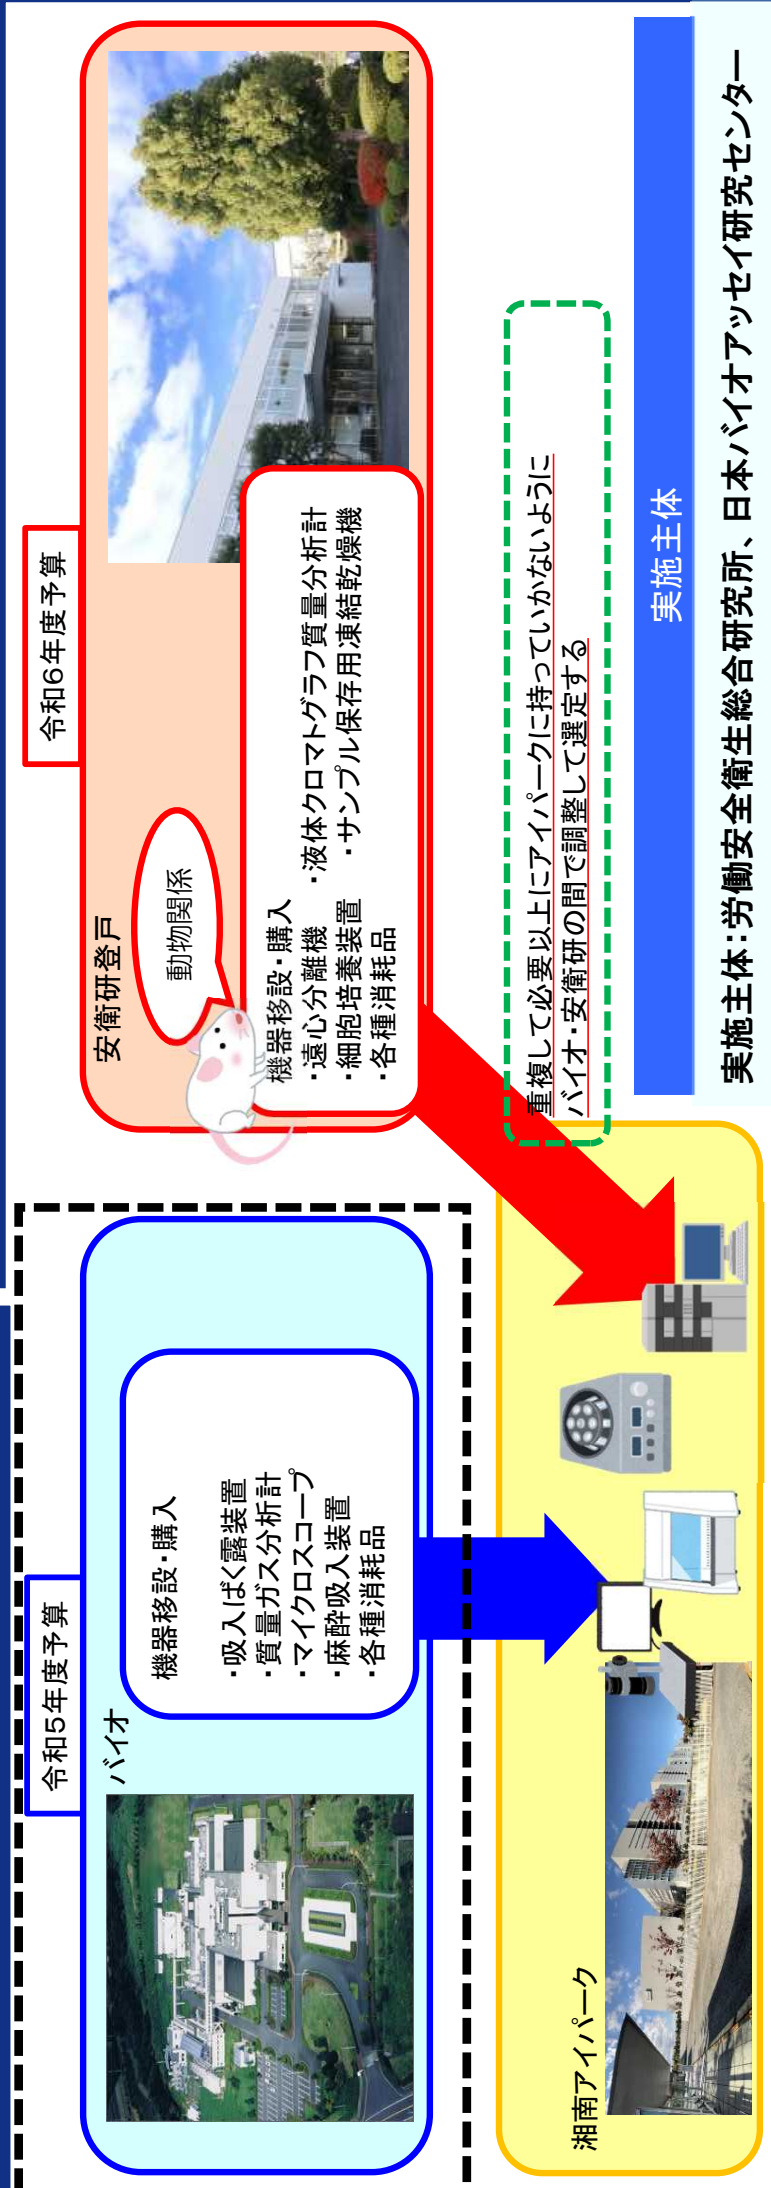 令和5年度予算
バイオ
機器移設・購入
・吸入ばく露装置
・質量ガス分析計
・マイクロスコープ
・麻酔吸入装置
・各種消耗品
令和6年度予算
安衛研登戸
動物関係
機器移設・購入
・遠心分離機　・液体クロマトグラフ質量分析計
・細胞培養装置　・サンプル保存用凍結乾燥機
・各種消耗品
湘南アイパーク
重複して必要以上にアイパークに持っていかないように
バイオ・安衛研の間で調整して選定する
実施主体
実施主体：労働安全衛生総合研究所、日本バイオアッセイ研究センター